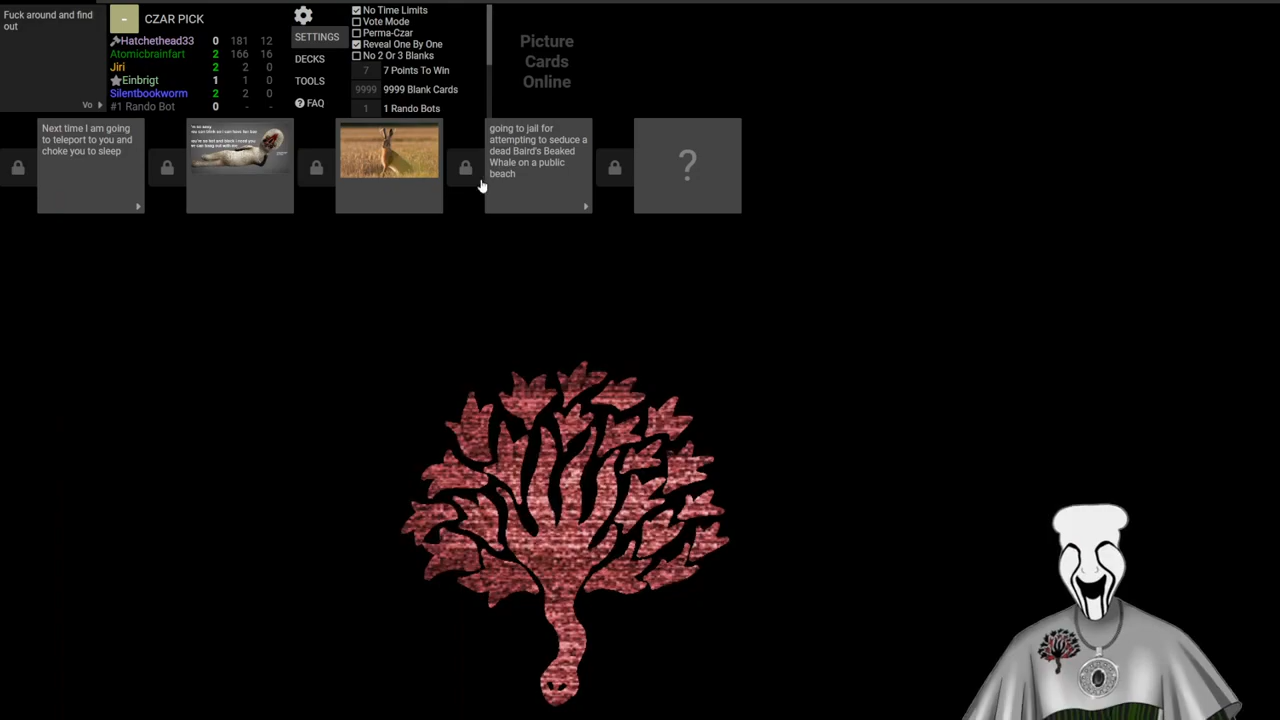 Fuck around and find
out
Vo
-
CZAR PICK
Hatchethead33 0 181 12
Atomicbrainfart 2 166 16
Jiri 2 2 0
Einbrigt 1 1 0
Silentbookworm 2 2 0
#1 Rando Bot 0 - -
SETTINGS
DECKS
TOOLS
FAQ
No Time Limits
Vote Mode
Perma-Czar
Reveal One By One
No 2 Or 3 Blanks
7 7 Points To Win
9999 9999 Blank Cards
1 1 Rando Bots
Picture
Cards
Online
Next time I am going
to teleport to you and
choke you to sleep
going to jail for
attempting to seduce a
dead Baird's Beaked
Whale on a public
beach
?